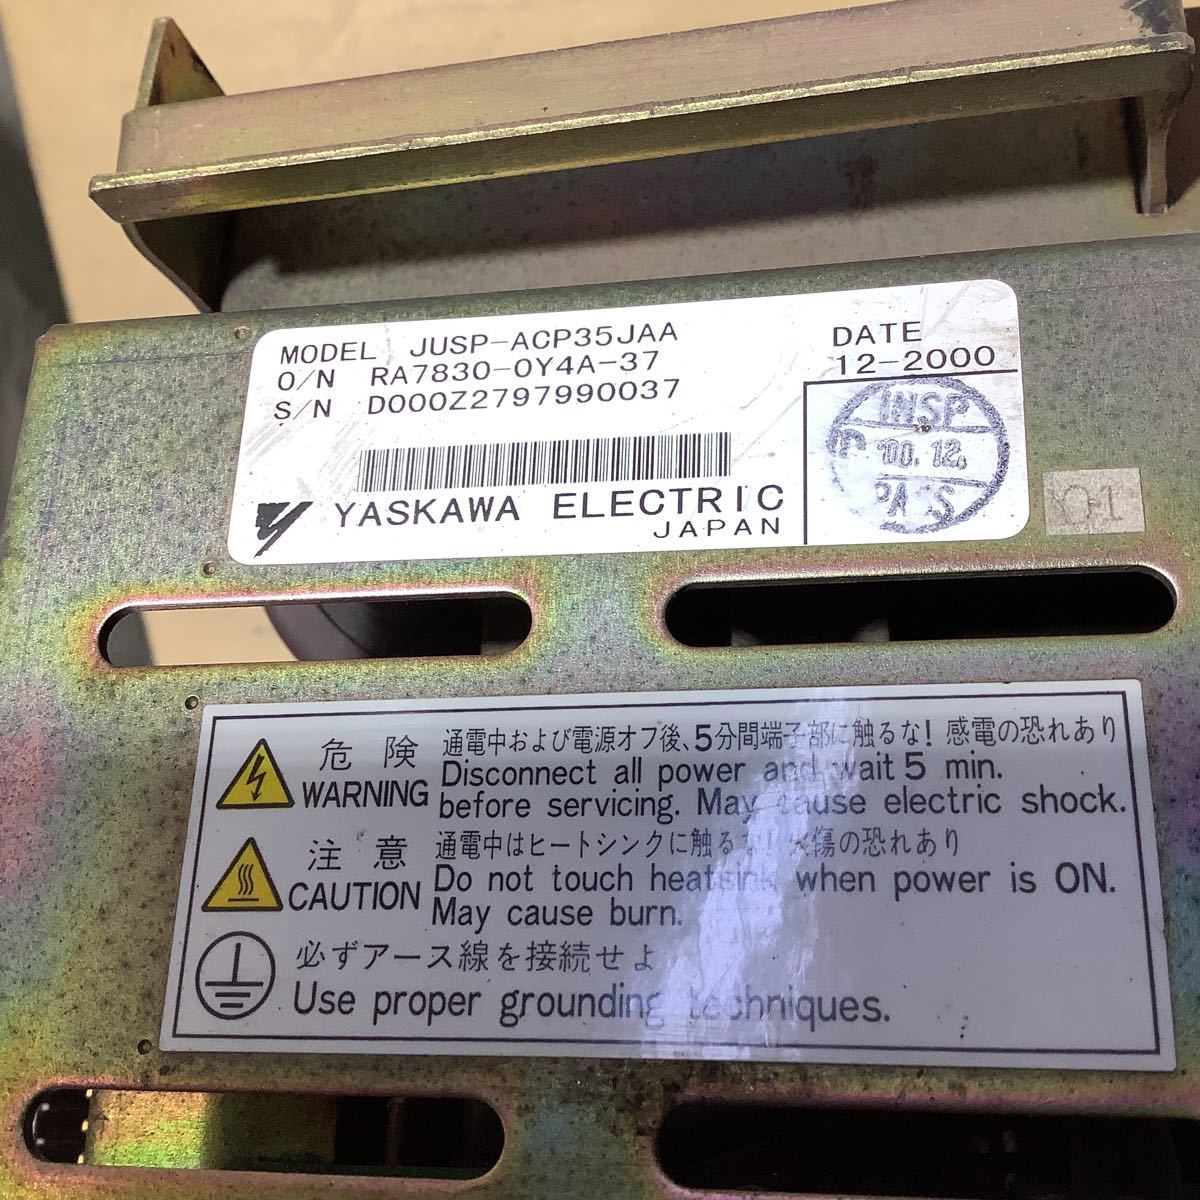 MODEL JUSP-ACP35JAA
O/N RA7830-0Y4A-37
S/N D000Z2797990037
DATE
12-2000
INSP
'00.12.
PASS
YASKAWA ELECTRIC
JAPAN
危険 通電中および電源オフ後、5分間端子部に触るな! 感電の恐れあり
WARNING Disconnect all power and wait 5 min.
before servicing. May cause electric shock.
注意 通電中はヒートシンクに触るな! 火傷の恐れあり
CAUTION Do not touch heatsink when power is ON.
May cause burn.
必ずアース線を接続せよ
Use proper grounding techniques.